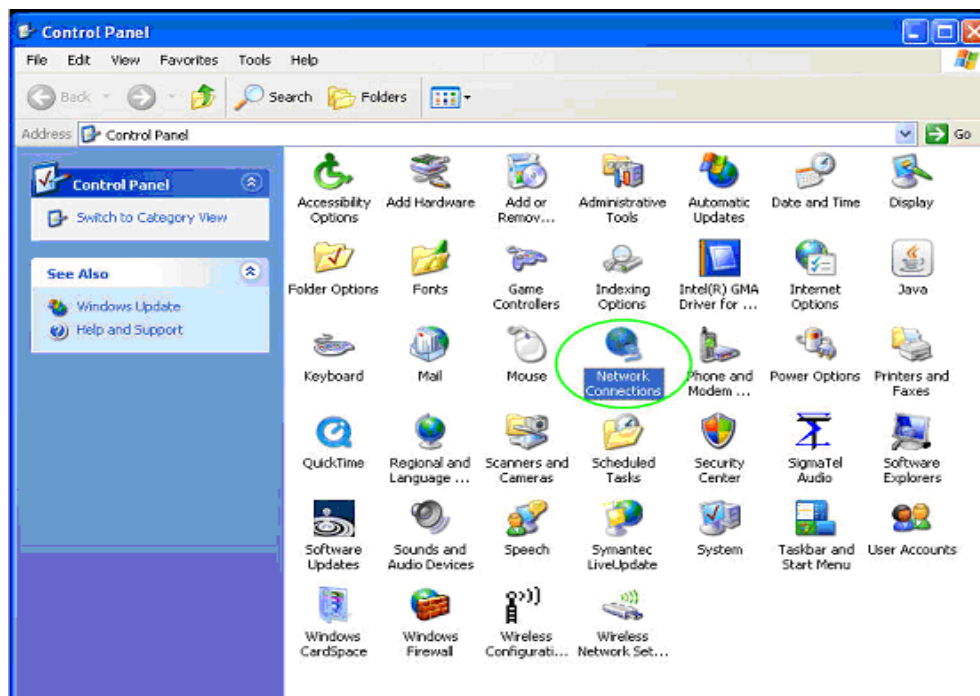 Control Panel
File Edit View Favorites Tools Help
Back Search Folders
Address Control Panel Go
Control Panel
Switch to Category View
See Also
Windows Update
Help and Support
Accessibility Options
Add Hardware
Add or Remov...
Administrative Tools
Automatic Updates
Date and Time
Display
Folder Options
Fonts
Game Controllers
Indexing Options
Intel(R) GMA Driver for ...
Internet Options
Java
Keyboard
Mail
Mouse
Network Connections
Phone and Modem ...
Power Options
Printers and Faxes
QuickTime
Regional and Language ...
Scanners and Cameras
Scheduled Tasks
Security Center
SigmaTel Audio
Software Explorers
Software Updates
Sounds and Audio Devices
Speech
Symantec LiveUpdate
System
Taskbar and Start Menu
User Accounts
Windows CardSpace
Windows Firewall
Wireless Configurati...
Wireless Network Set...